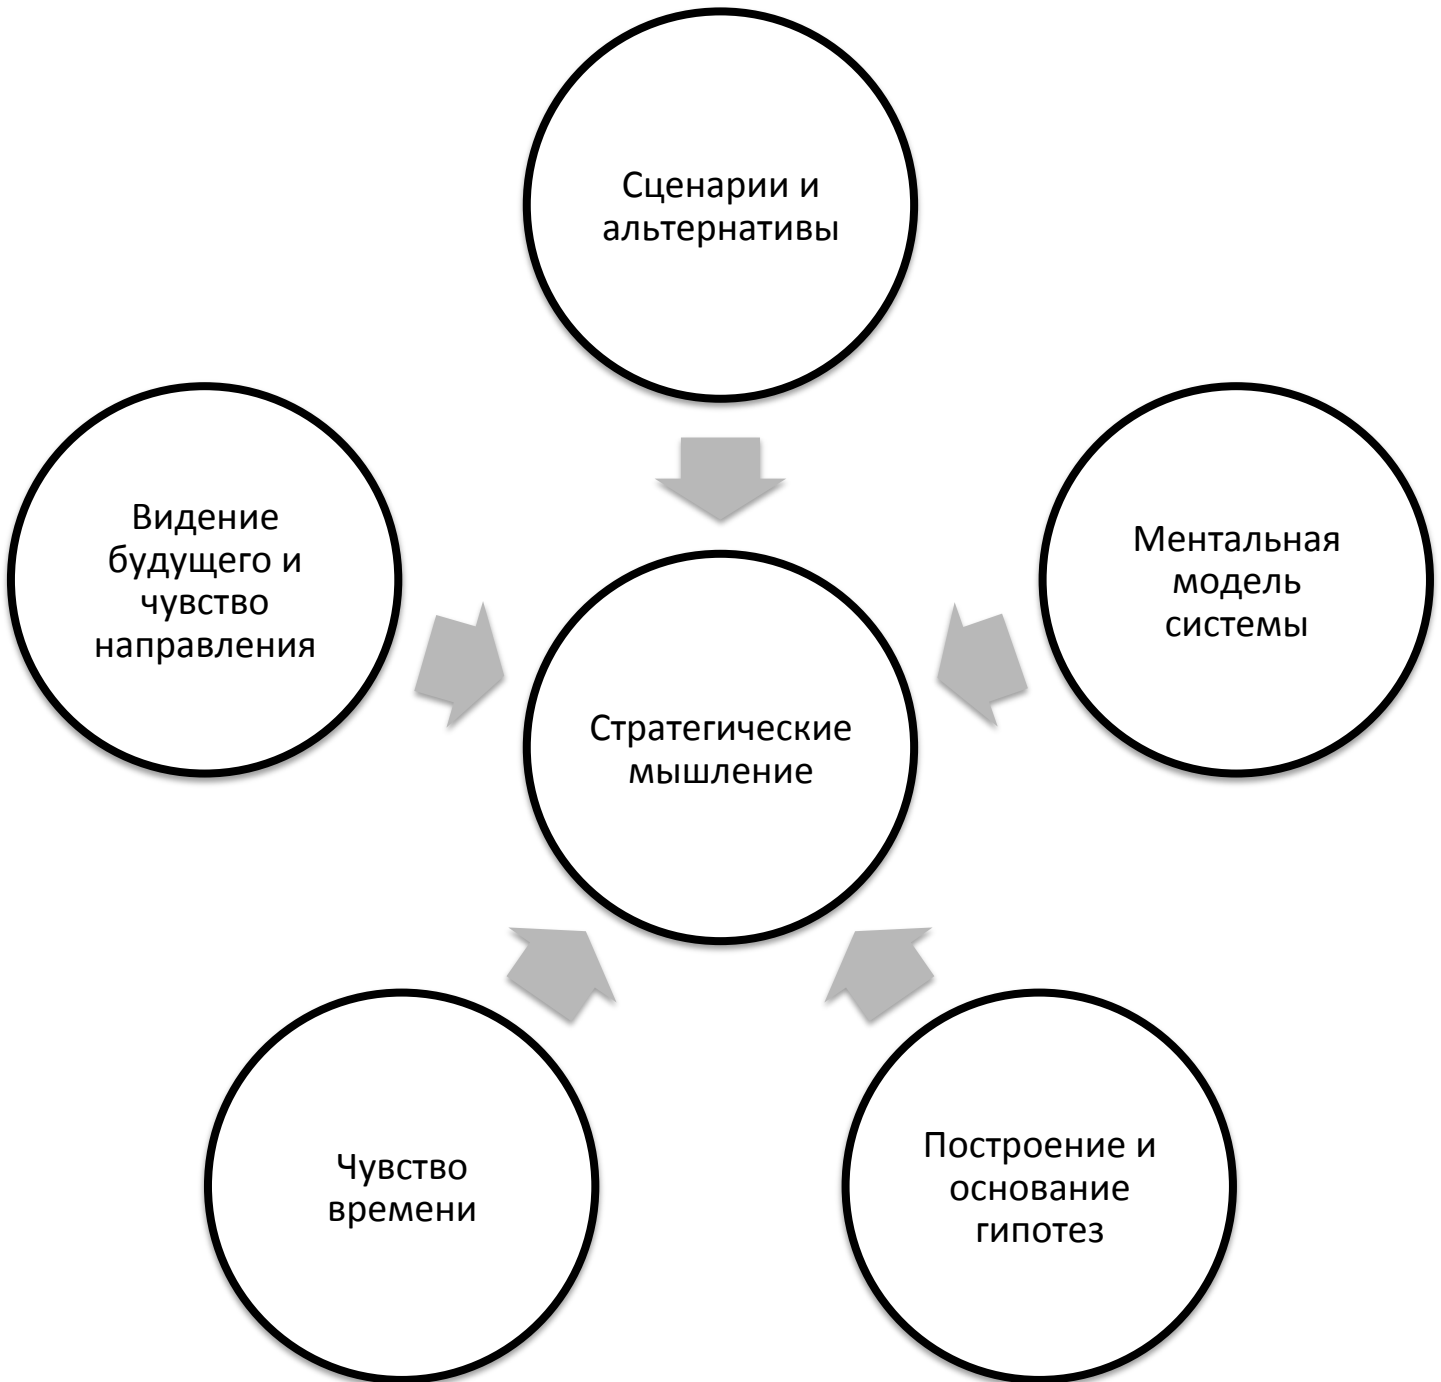 Сценарии и
альтернативы
Видение
будущего и
чувство
направления
Ментальная
модель
системы
Стратегические
мышление
Чувство
времени
Построение и
основание
гипотез